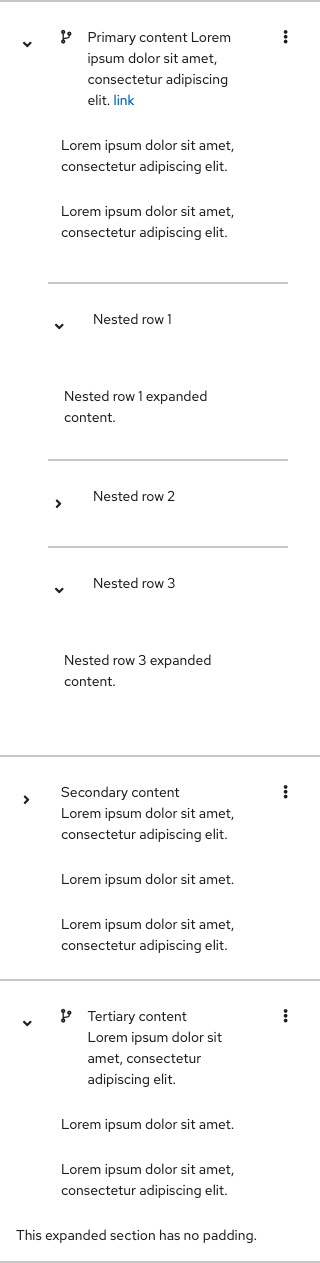 Primary content Lorem
ipsum dolor sit amet,
consectetur adipiscing
elit. link
Lorem ipsum dolor sit amet,
consectetur adipiscing elit.
Lorem ipsum dolor sit amet,
consectetur adipiscing elit.
Nested row 1
Nested row 1 expanded
content.
Nested row 2
Nested row 3
Nested row 3 expanded
content.
Secondary content
Lorem ipsum dolor sit amet,
consectetur adipiscing elit.
Lorem ipsum dolor sit amet.
Lorem ipsum dolor sit amet,
consectetur adipiscing elit.
Tertiary content
Lorem ipsum dolor sit
amet, consectetur
adipiscing elit.
Lorem ipsum dolor sit amet.
Lorem ipsum dolor sit amet,
consectetur adipiscing elit.
This expanded section has no padding.